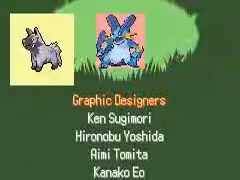 Graphic Designers
Ken Sugimori
Hironobu Yoshida
Aimi Tomita
Kanako Eo